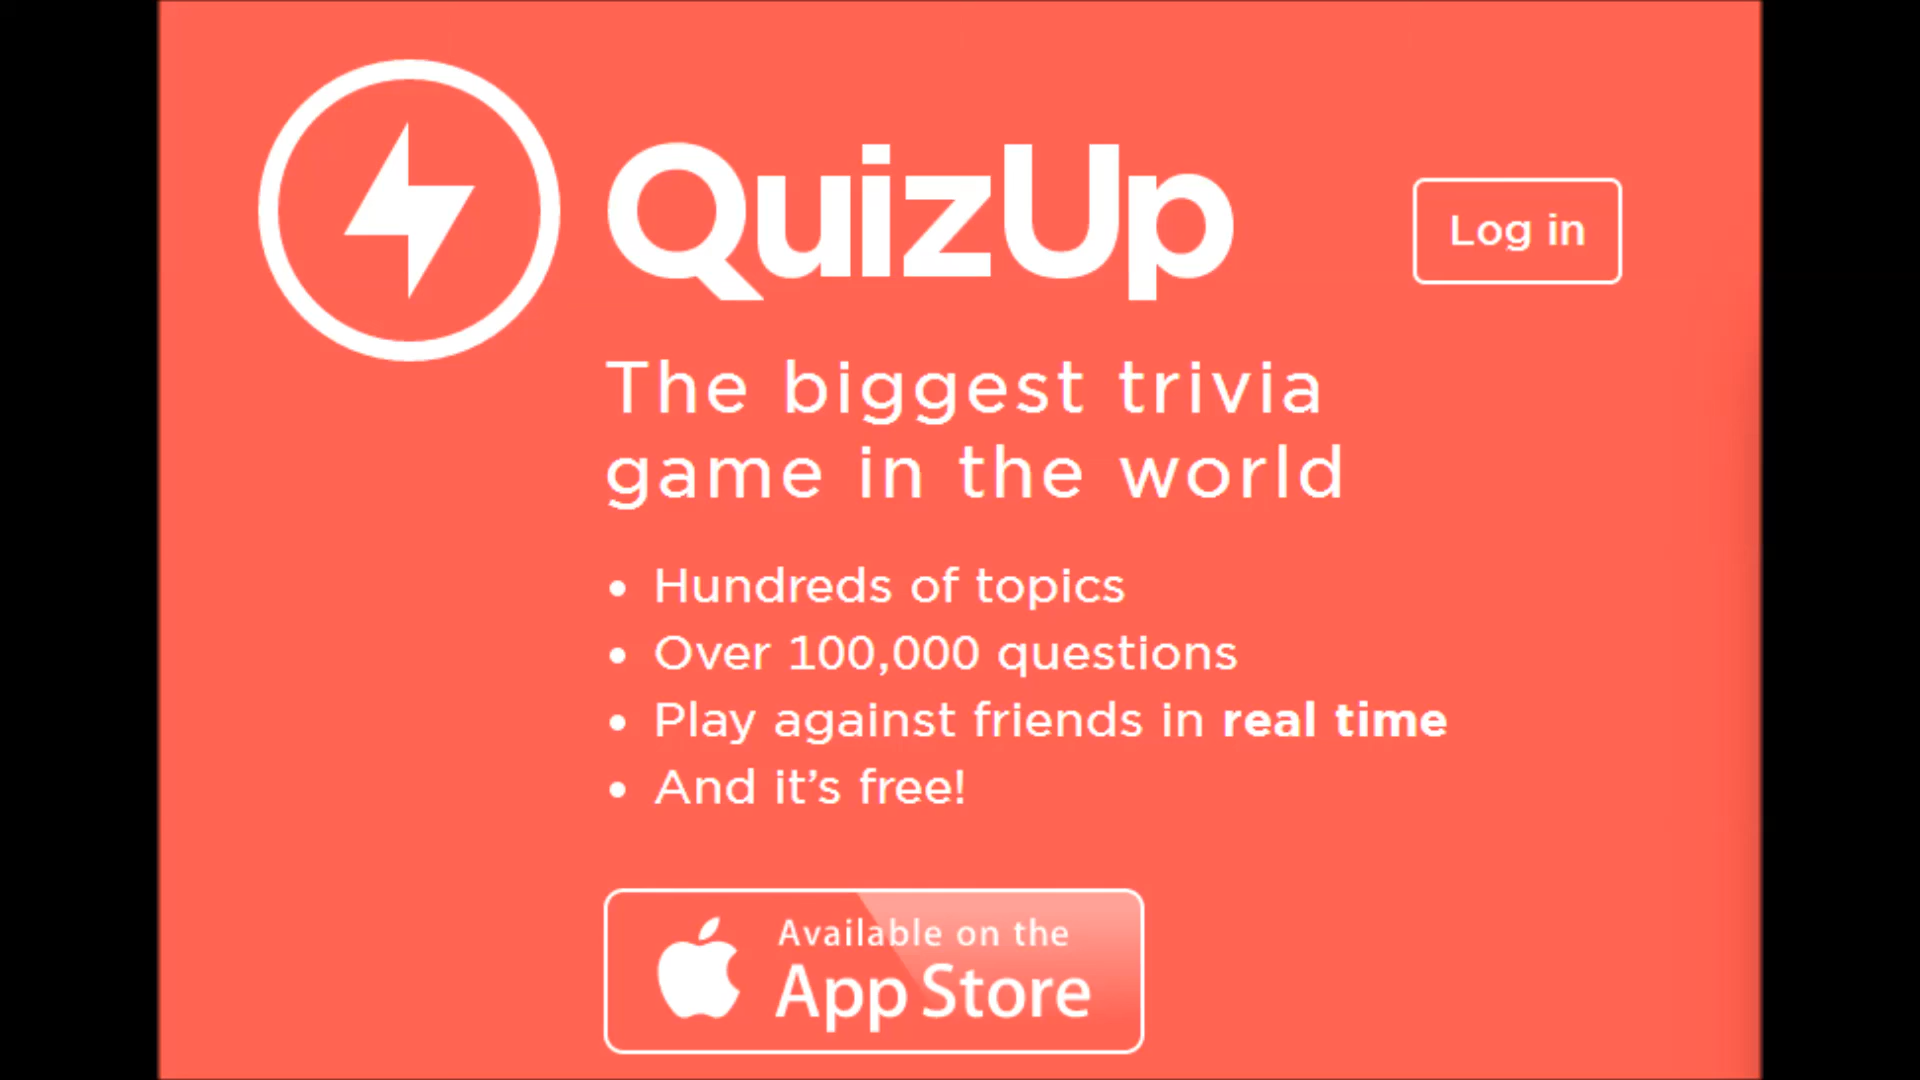 QuizUp
Log in
The biggest trivia
game in the world
• Hundreds of topics
• Over 100,000 questions
• Play against friends in real time
• And it’s free!
Available on the
App Store